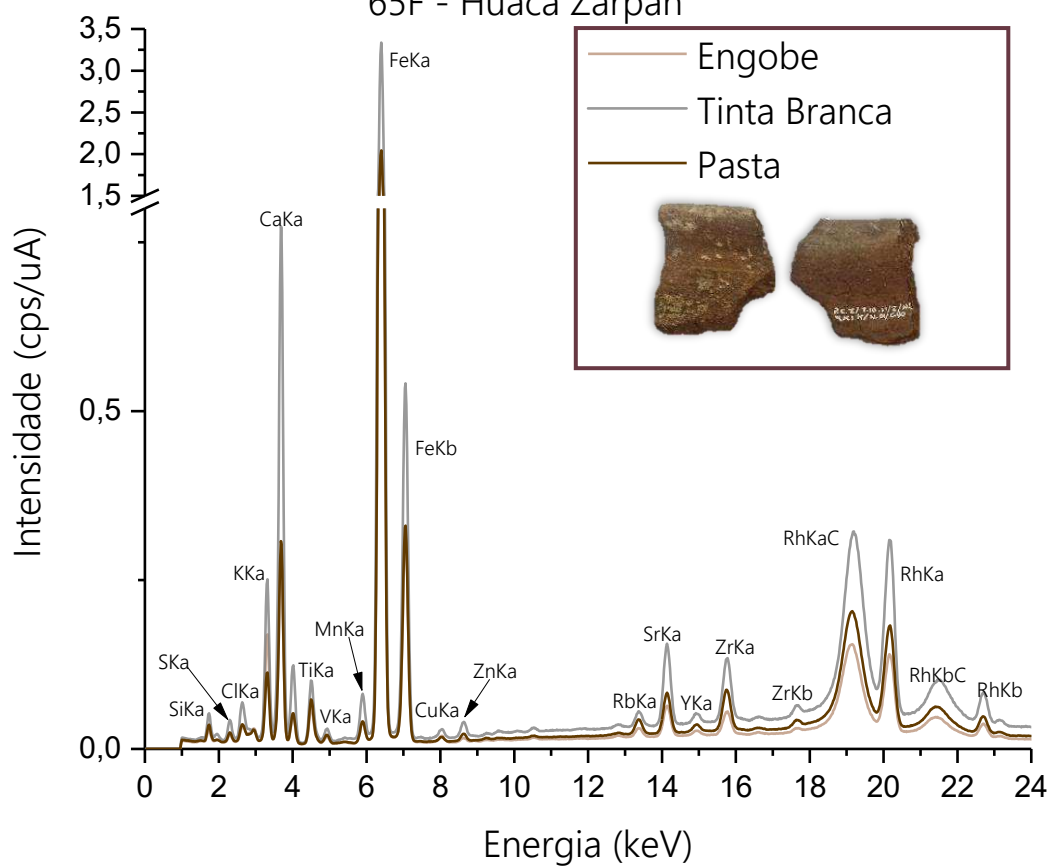 65F - Huaca Zarpan
3,5
3,0
2,5
2,0
1,5
0,5
0,0
Intensidade (cps/uA)
Engobe
Tinta Branca
Pasta
FeKa
CaKa
FeKb
KKa
MnKa
TiKa
SKa
ClKa
SiKa
VKa
CuKa
ZnKa
RbKa
SrKa
YKa
ZrKa
ZrKb
RhKaC
RhKa
RhKbC
RhKb
0 2 4 6 8 10 12 14 16 18 20 22 24
Energia (keV)